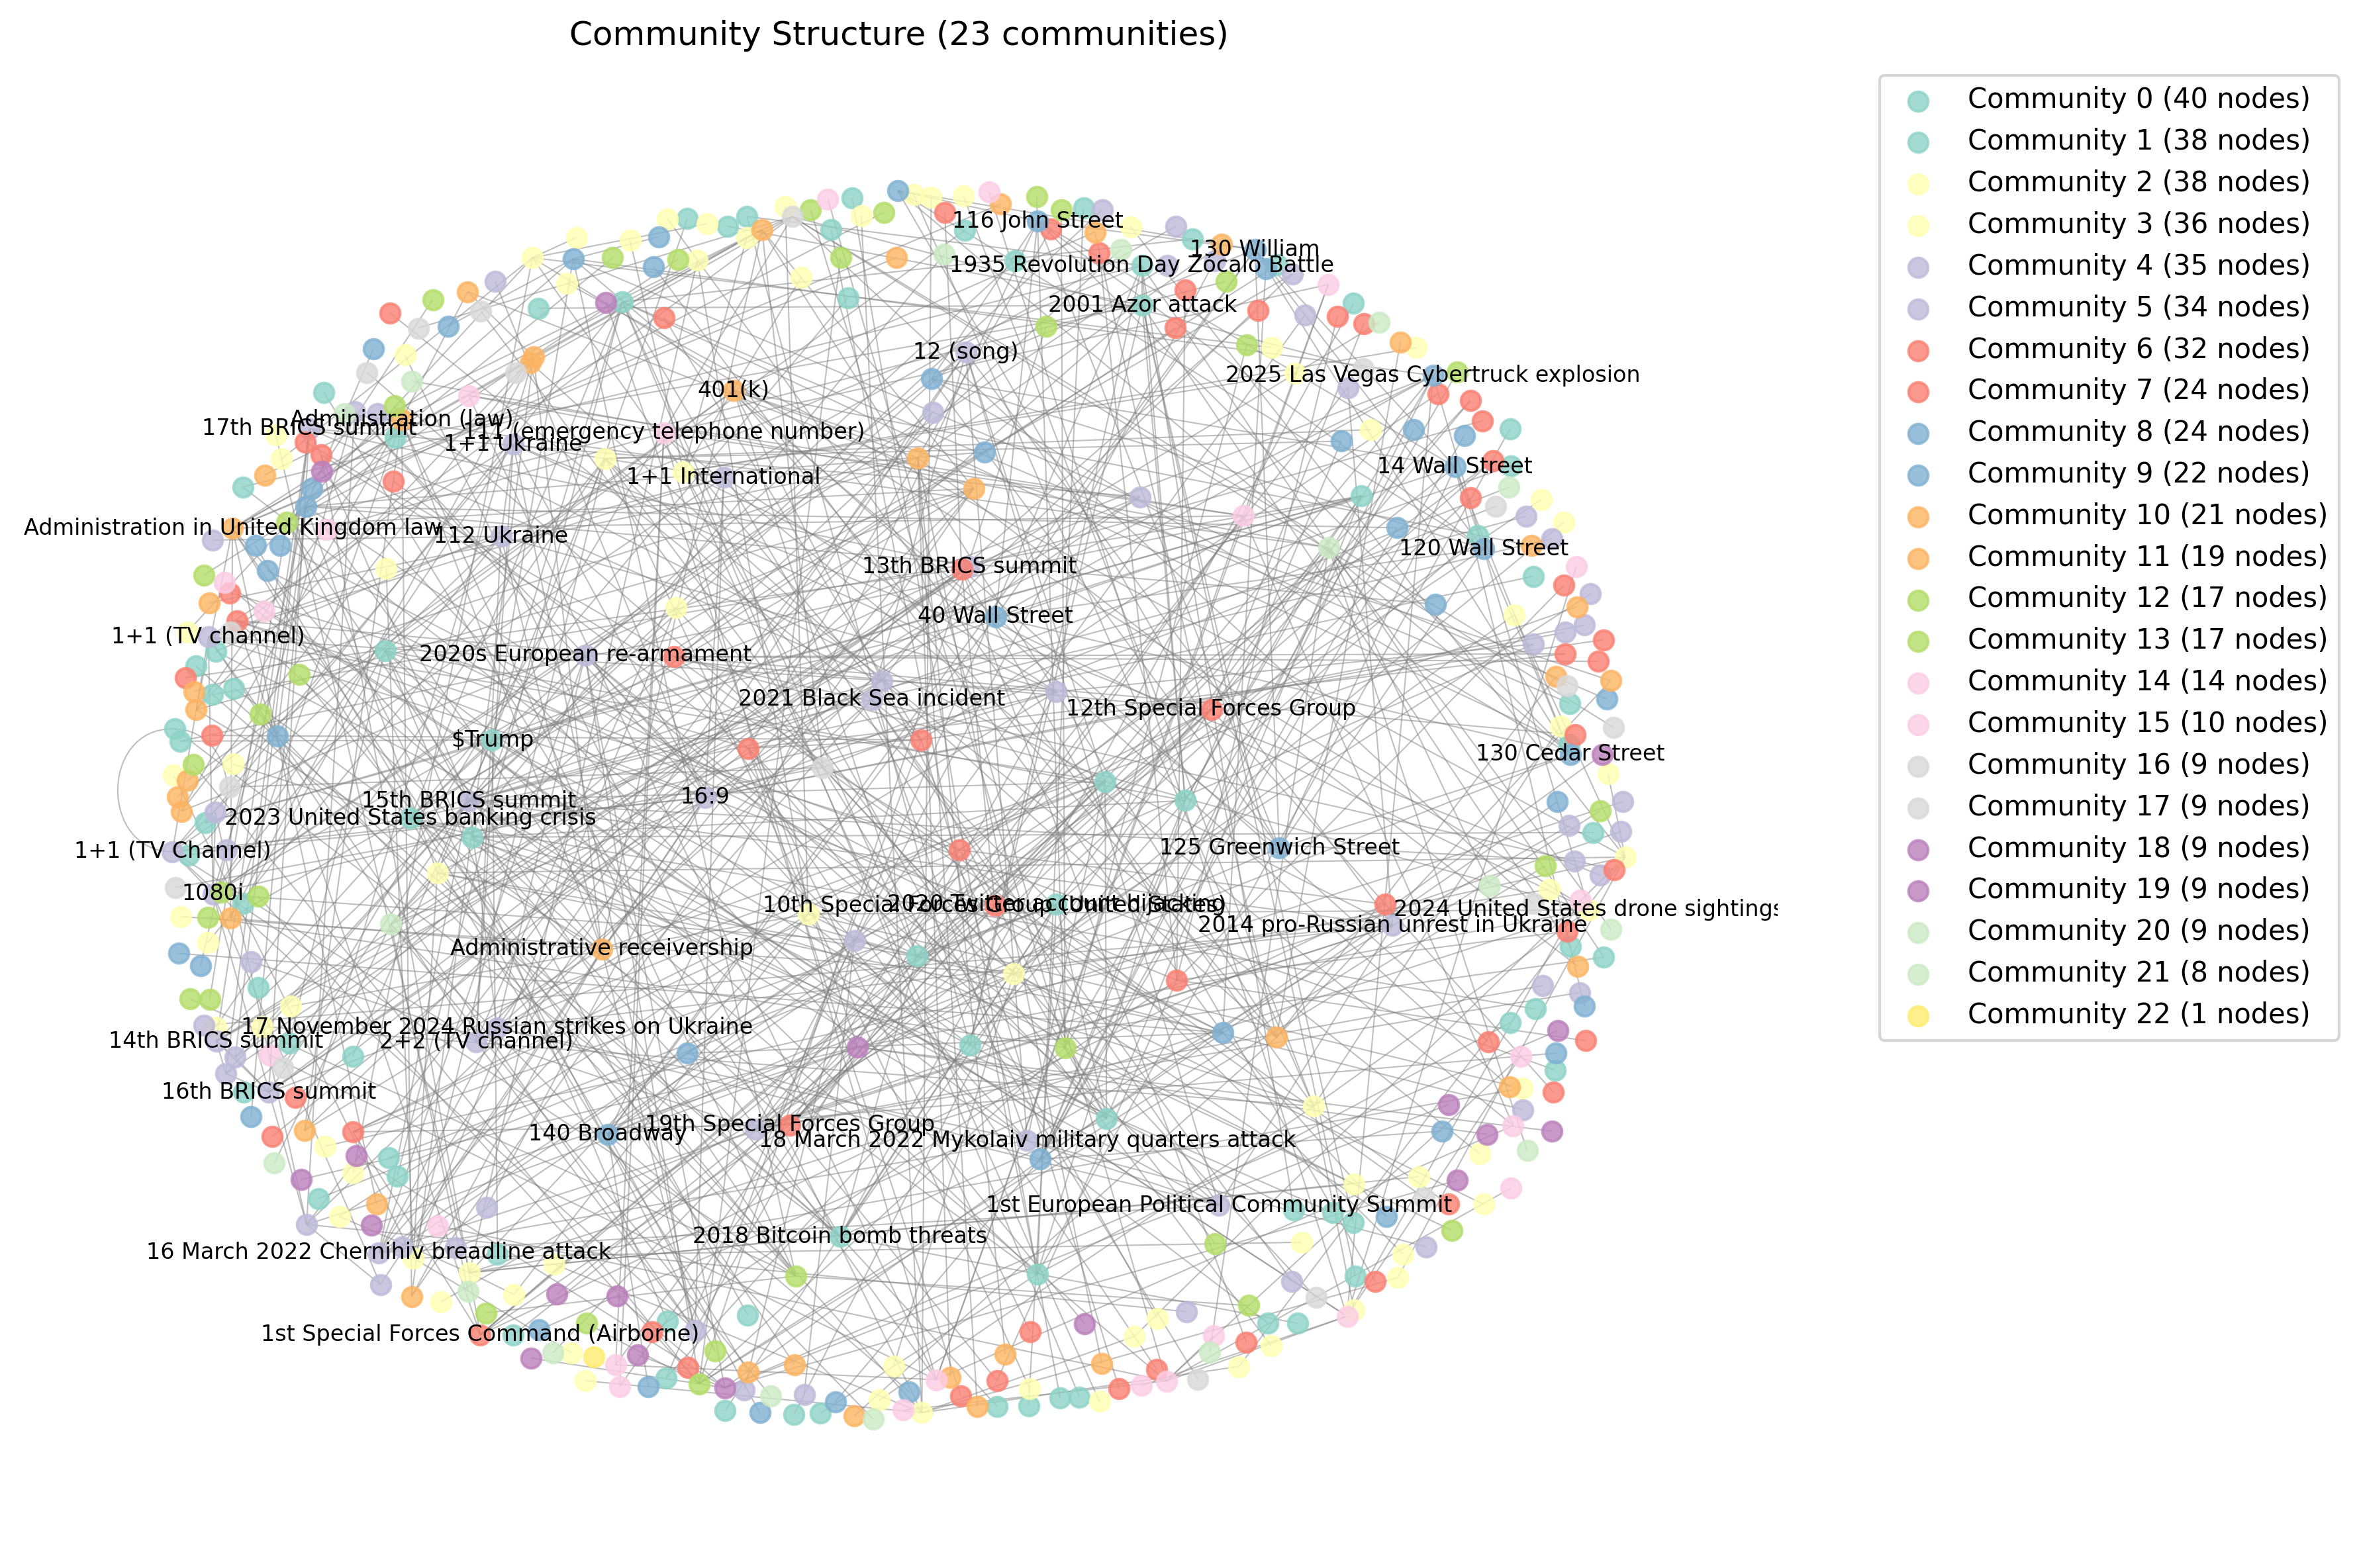 Community Structure (23 communities)
116 John Street
130 William
1935 Revolution Day Zócalo Battle
2001 Azor attack
12 (song)
2025 Las Vegas Cybertruck explosion
401(k)
Administration (law)
17th BRICS summit
111 (emergency telephone number)
1+1 Ukraine
14 Wall Street
1+1 International
Administration in United Kingdom law
112 Ukraine
120 Wall Street
13th BRICS summit
40 Wall Street
1+1 (TV channel)
2020s European re-armament
2021 Black Sea incident
12th Special Forces Group
$Trump
130 Cedar Street
15th BRICS summit
16:9
2023 United States banking crisis
1+1 (TV Channel)
125 Greenwich Street
1080i
10th Special Forces Group (United States)
2020 Twitter account hijacking
2024 United States drone sightings
2014 pro-Russian unrest in Ukraine
Administrative receivership
17 November 2024 Russian strikes on Ukraine
14th BRICS summit
2+2 (TV channel)
16th BRICS summit
19th Special Forces Group
140 Broadway
18 March 2022 Mykolaiv military quarters attack
1st European Political Community Summit
2018 Bitcoin bomb threats
16 March 2022 Chernihiv breadline attack
1st Special Forces Command (Airborne)
Community 0 (40 nodes)
Community 1 (38 nodes)
Community 2 (38 nodes)
Community 3 (36 nodes)
Community 4 (35 nodes)
Community 5 (34 nodes)
Community 6 (32 nodes)
Community 7 (24 nodes)
Community 8 (24 nodes)
Community 9 (22 nodes)
Community 10 (21 nodes)
Community 11 (19 nodes)
Community 12 (17 nodes)
Community 13 (17 nodes)
Community 14 (14 nodes)
Community 15 (10 nodes)
Community 16 (9 nodes)
Community 17 (9 nodes)
Community 18 (9 nodes)
Community 19 (9 nodes)
Community 20 (9 nodes)
Community 21 (8 nodes)
Community 22 (1 nodes)